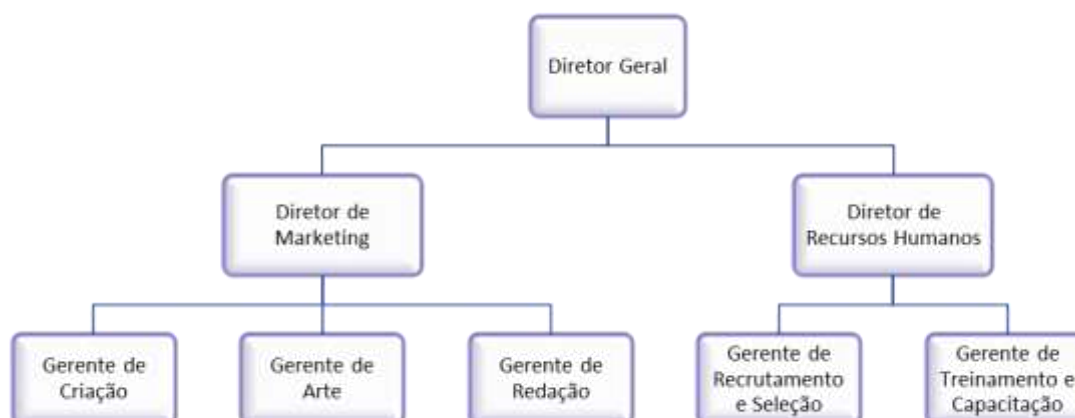 Diretor Geral
Diretor de
Marketing
Diretor de
Recursos Humanos
Gerente de
Criação
Gerente de
Arte
Gerente de
Redação
Gerente de
Recrutamento
e Seleção
Gerente de
Treinamento e
Capacitação